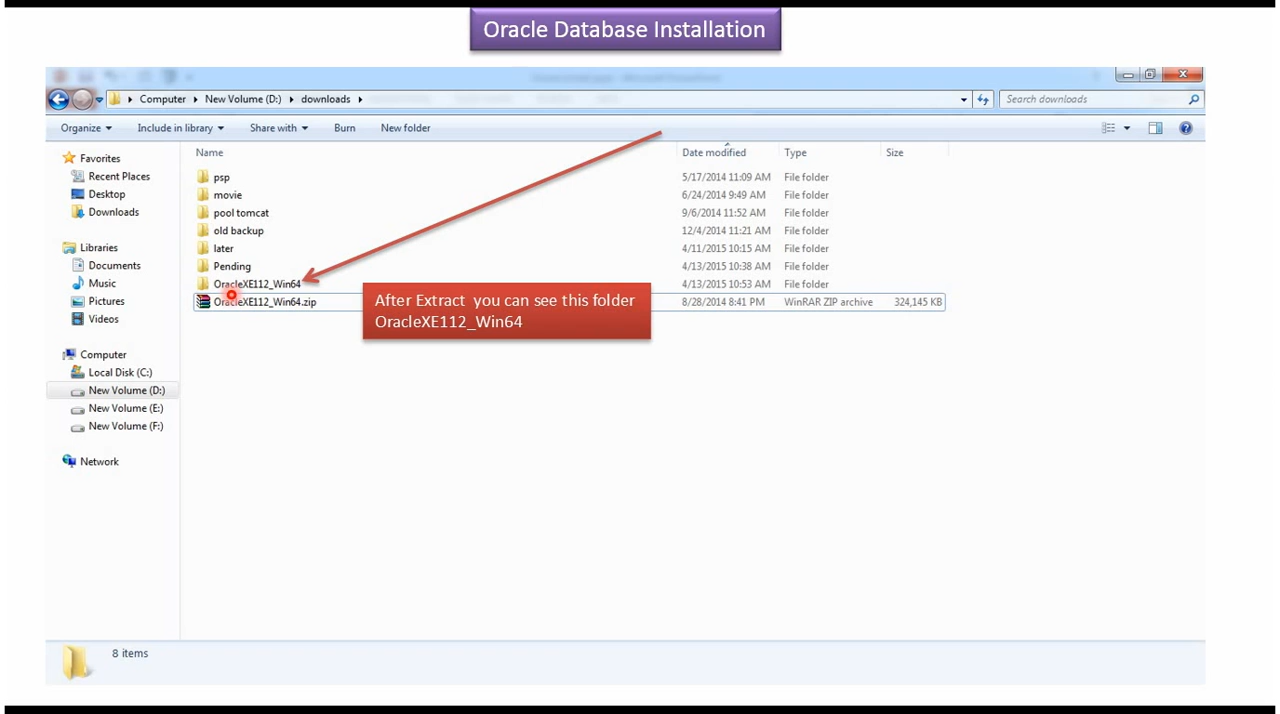 Oracle Database Installation
Computer New Volume (D:) downloads
Search downloads
Organize Include in library Share with Burn New folder
Name Date modified Type Size
Favorites
Recent Places
Desktop
Downloads
Libraries
Documents
Music
Pictures
Videos
Computer
Local Disk (C:)
New Volume (D:)
New Volume (E:)
New Volume (F:)
Network
psp 5/17/2014 11:09 AM File folder
movie 6/24/2014 9:49 AM File folder
pool tomcat 9/6/2014 11:52 AM File folder
old backup 12/4/2014 11:21 AM File folder
later 4/11/2015 10:15 AM File folder
Pending 4/13/2015 10:38 AM File folder
OracleXE112_Win64 4/13/2015 10:53 AM File folder
OracleXE112_Win64.zip 8/28/2014 8:41 PM WinRAR ZIP archive 324,145 KB
After Extract you can see this folder
OracleXE112_Win64
8 items